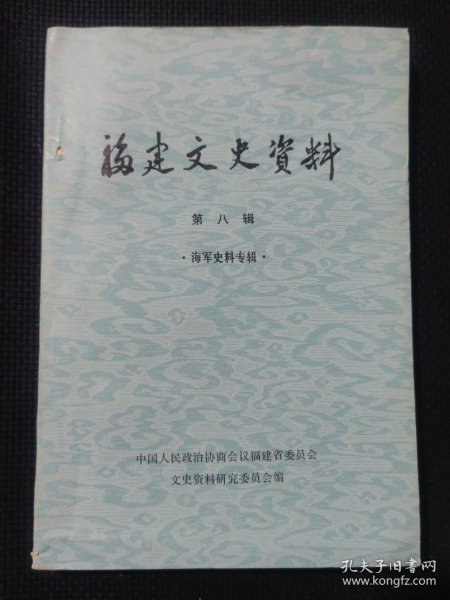 福建文史資料
第八辑
·海军史料专辑·
中国人民政治协商会议福建省委员会
文史资料研究委员会编
孔夫子旧书网
www.kongfz.com